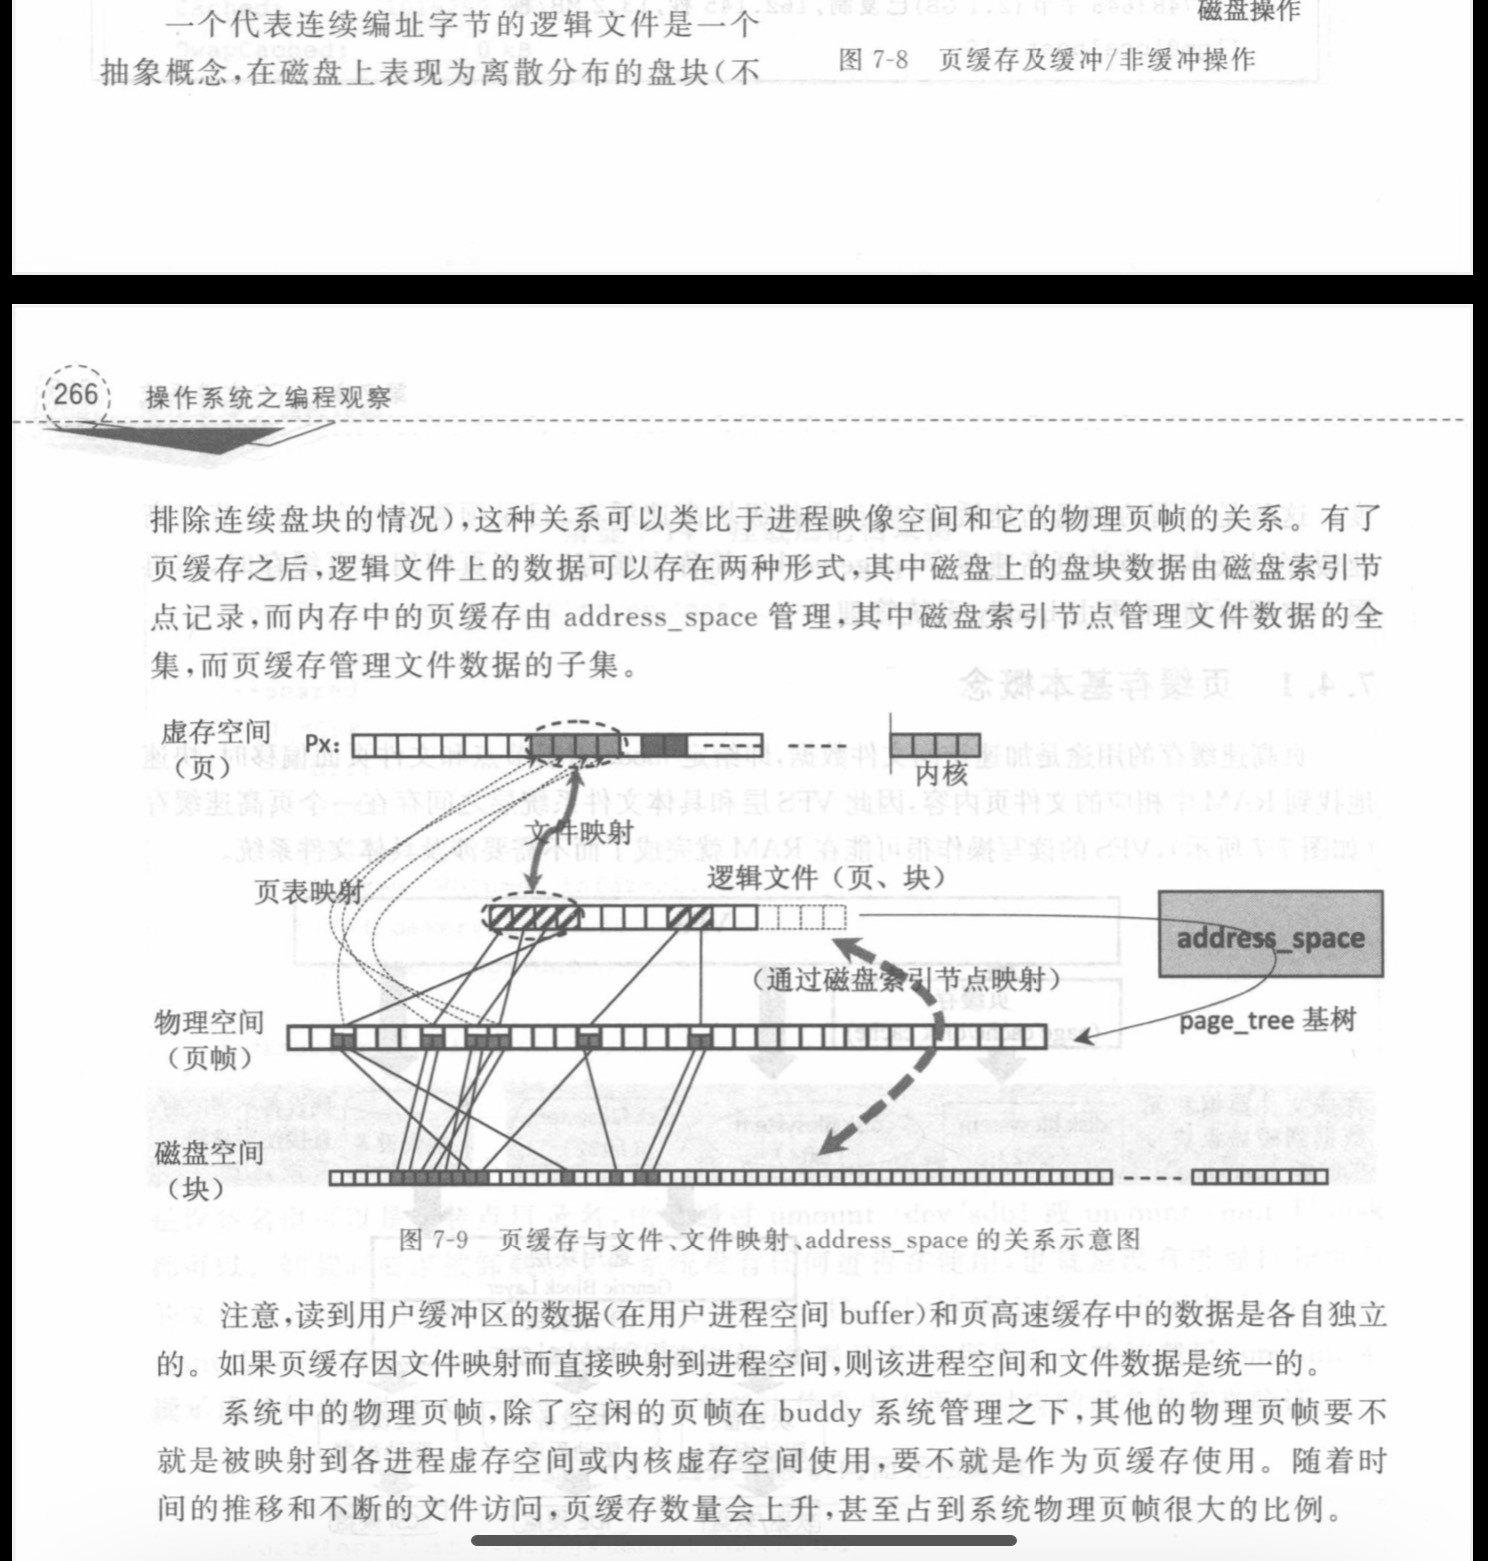 一个代表连续编址字节的逻辑文件是一个
抽象概念,在磁盘上表现为离散分布的盘块(不
磁盘操作
图 7-8 页缓存及缓冲/非缓冲操作
266
操作系统之编程观察
排除连续盘块的情况),这种关系可以类比于进程映像空间和它的物理页帧的关系。有了
页缓存之后,逻辑文件上的数据可以存在两种形式,其中磁盘上的盘块数据由磁盘索引节
点记录,而内存中的页缓存由 address_space 管理,其中磁盘索引节点管理文件数据的全
集,而页缓存管理文件数据的子集。
虚存空间
(页)
Px:
内核
文件映射
页表映射
逻辑文件(页、块)
address_space
(通过磁盘索引节点映射)
page_tree 基树
物理空间
(页帧)
磁盘空间
(块)
图 7-9 页缓存与文件、文件映射、address_space 的关系示意图
注意,读到用户缓冲区的数据(在用户进程空间 buffer)和页高速缓存中的数据是各自独立
的。如果页缓存因文件映射而直接映射到进程空间,则该进程空间和文件数据是统一的。
系统中的物理页帧,除了空闲的页帧在 buddy 系统管理之下,其他的物理页帧要不
就是被映射到各进程虚存空间或内核虚存空间使用,要不就是作为页缓存使用。随着时
间的推移和不断的文件访问,页缓存数量会上升,甚至占到系统物理页帧很大的比例。